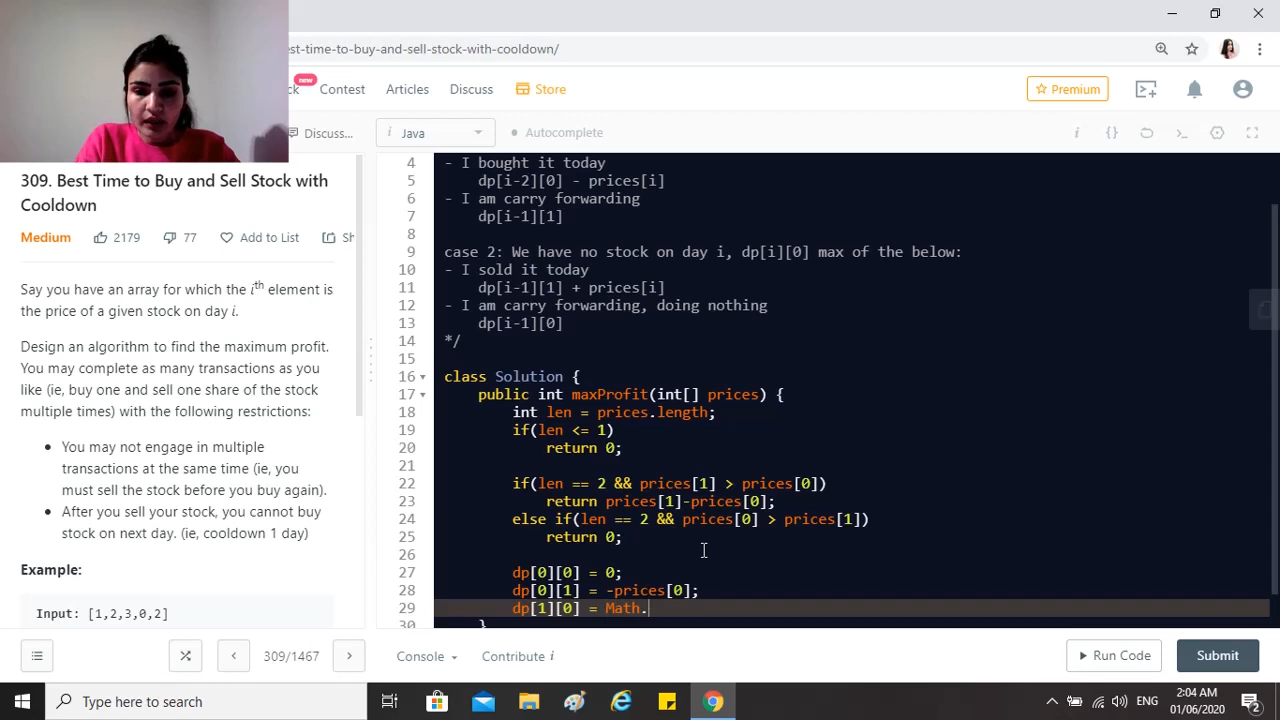 est-time-to-buy-and-sell-stock-with-cooldown/
new
Contest
Articles
Discuss
Store
Premium
Discuss...
i
Java
Autocomplete
309. Best Time to Buy and Sell Stock with
Cooldown
Medium
2179
77
Add to List
Sh
Say you have an array for which the ith element is
the price of a given stock on day i.
Design an algorithm to find the maximum profit.
You may complete as many transactions as you
like (ie, buy one and sell one share of the stock
multiple times) with the following restrictions:
• You may not engage in multiple
transactions at the same time (ie, you
must sell the stock before you buy again).
• After you sell your stock, you cannot buy
stock on next day. (ie, cooldown 1 day)
Example:
Input: [1,2,3,0,2]
4 - I bought it today
5 dp[i-2][0] - prices[i]
6 - I am carry forwarding
7 dp[i-1][1]
8
9 case 2: We have no stock on day i, dp[i][0] max of the below:
10 - I sold it today
11 dp[i-1][1] + prices[i]
12 - I am carry forwarding, doing nothing
13 dp[i-1][0]
14 */
15
16 class Solution {
17 public int maxProfit(int[] prices) {
18 int len = prices.length;
19 if(len <= 1)
20 return 0;
21
22 if(len == 2 && prices[1] > prices[0])
23 return prices[1]-prices[0];
24 else if(len == 2 && prices[0] > prices[1])
25 return 0;
26
27 dp[0][0] = 0;
28 dp[0][1] = -prices[0];
29 dp[1][0] = Math.
30 }
309/1467
Console
Contribute i
Run Code
Submit
Type here to search
ENG
2:04 AM
01/06/2020
2